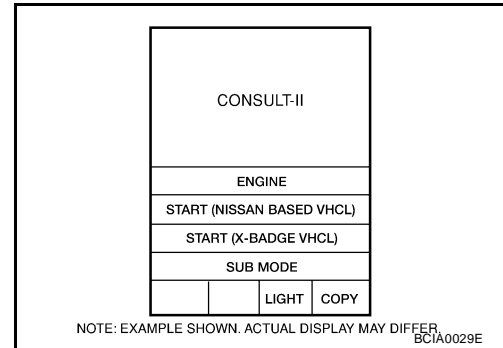 CONSULT-II
ENGINE
START (NISSAN BASED VHCL)
START (X-BADGE VHCL)
SUB MODE
LIGHT COPY
NOTE: EXAMPLE SHOWN. ACTUAL DISPLAY MAY DIFFER.
BCIA0029E